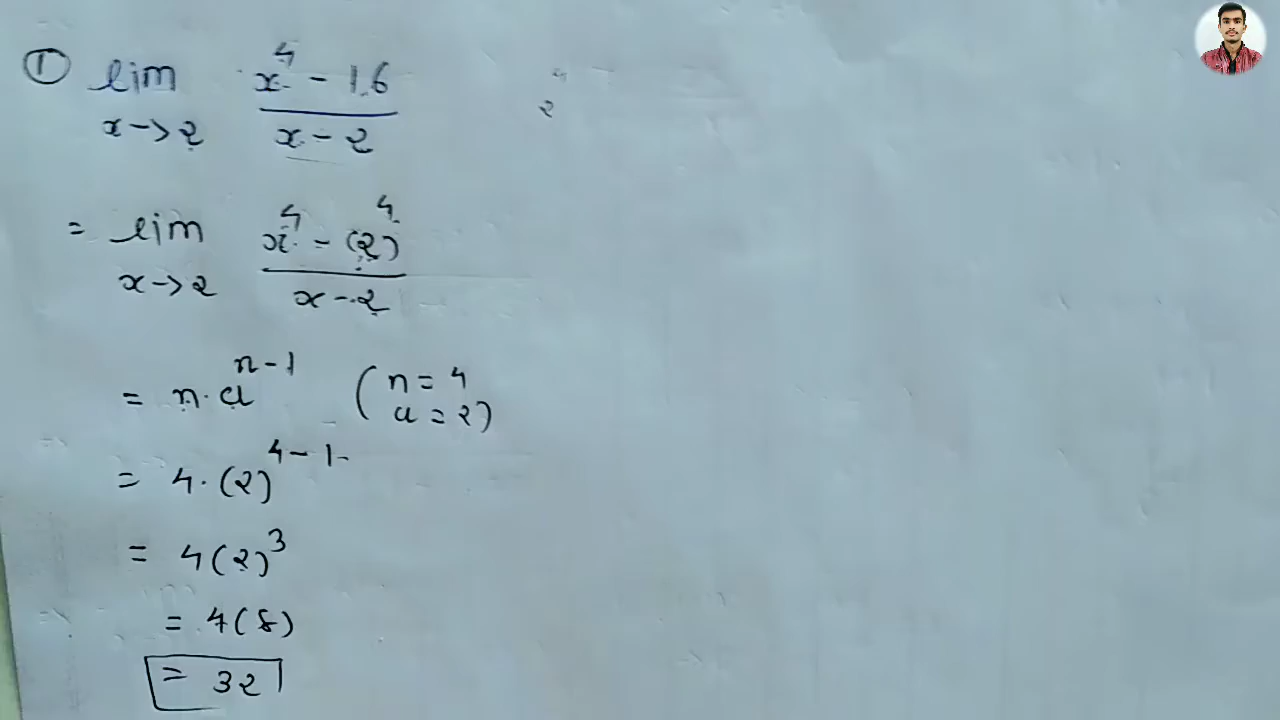 ① lim x⁴ - 16 2⁴
x→2 x - 2
= lim x⁴ - (2)⁴
x→2 x - 2
= n·a^(n-1) (n = 4
a = 2)
= 4·(2)^(4-1)
= 4(2)³
= 4(8)
= 32